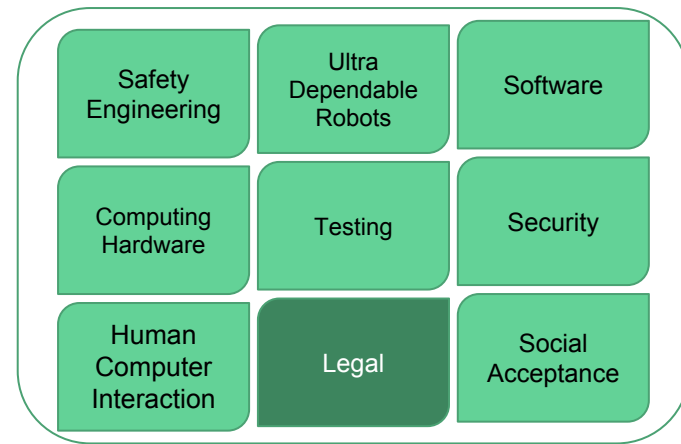 Safety
Engineering
Ultra
Dependable
Robots
Software
Computing
Hardware
Testing
Security
Human
Computer
Interaction
Legal
Social
Acceptance